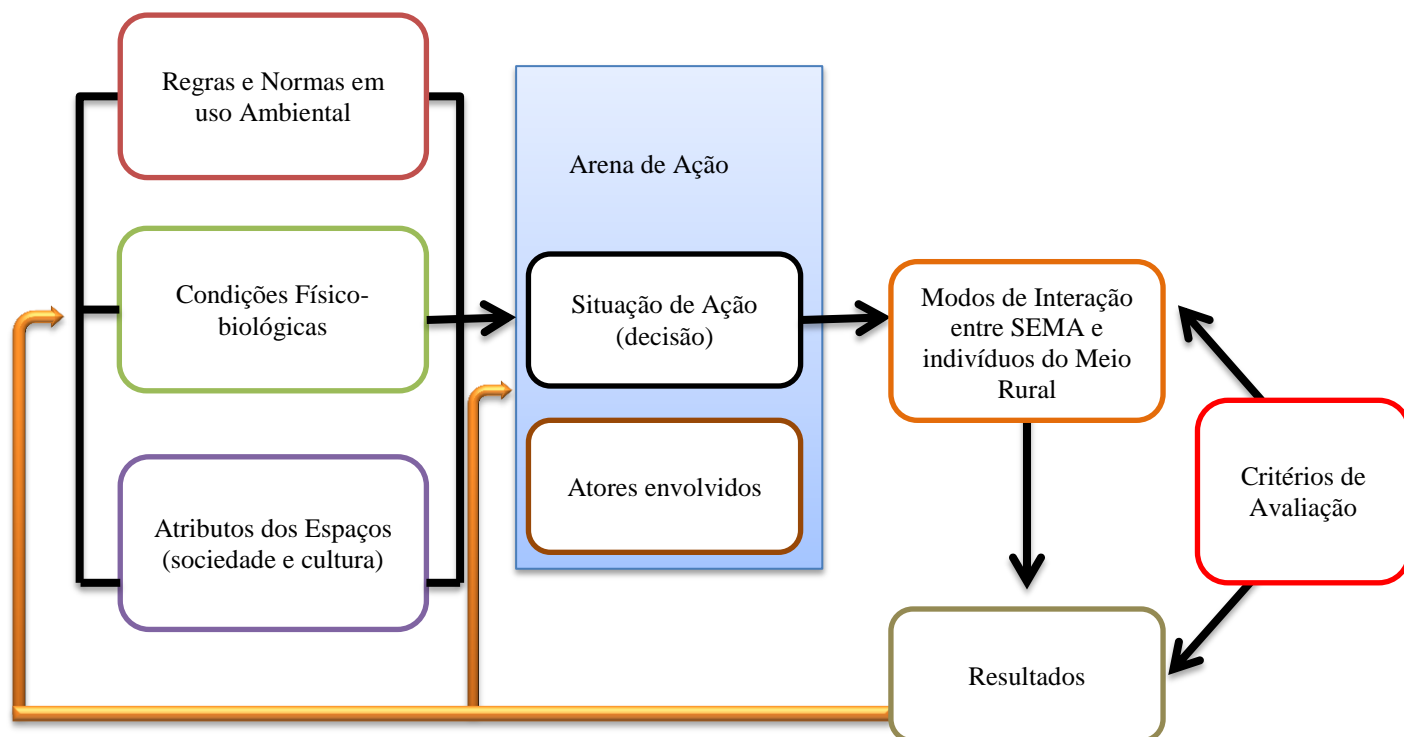 Regras e Normas em
uso Ambiental
Condições Físico-
biológicas
Atributos dos Espaços
(sociedade e cultura)
Arena de Ação
Situação de Ação
(decisão)
Atores envolvidos
Modos de Interação
entre SEMA e
indivíduos do Meio
Rural
Resultados
Critérios de
Avaliação